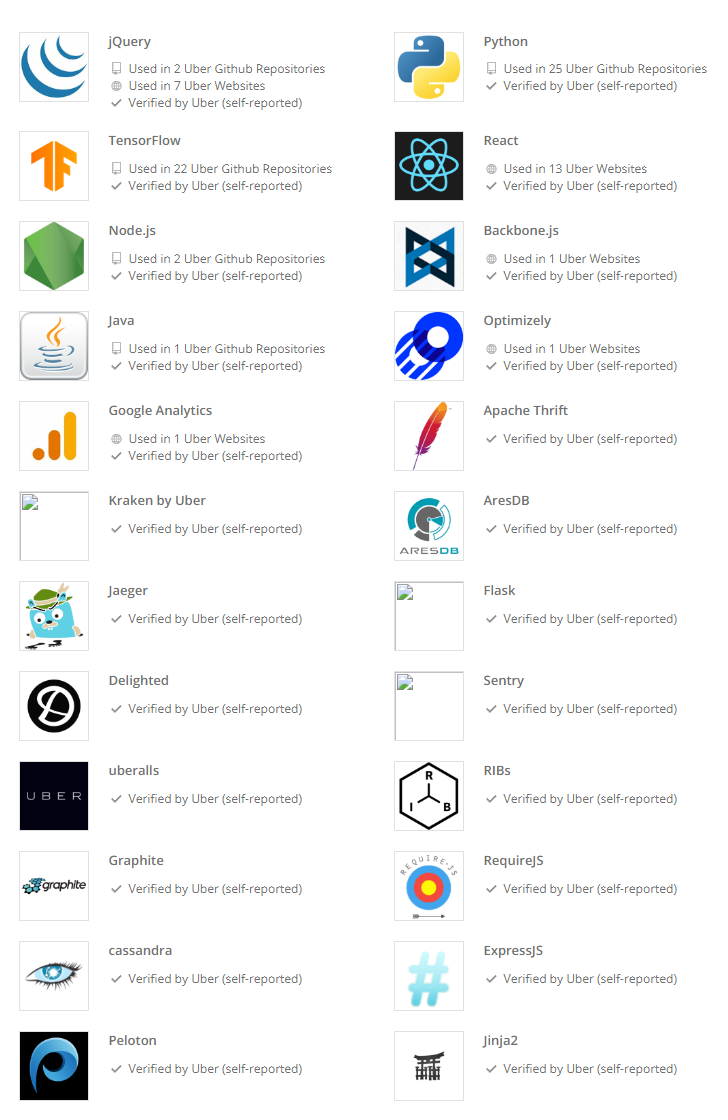 jQuery
Used in 2 Uber Github Repositories
Used in 7 Uber Websites
Verified by Uber (self-reported)
Python
Used in 25 Uber Github Repositories
Verified by Uber (self-reported)
TensorFlow
Used in 22 Uber Github Repositories
Verified by Uber (self-reported)
React
Used in 13 Uber Websites
Verified by Uber (self-reported)
Node.js
Used in 2 Uber Github Repositories
Verified by Uber (self-reported)
Backbone.js
Used in 1 Uber Websites
Verified by Uber (self-reported)
Java
Used in 1 Uber Github Repositories
Verified by Uber (self-reported)
Optimizely
Used in 1 Uber Websites
Verified by Uber (self-reported)
Google Analytics
Used in 1 Uber Websites
Verified by Uber (self-reported)
Apache Thrift
Verified by Uber (self-reported)
Kraken by Uber
Verified by Uber (self-reported)
ARESDB
AresDB
Verified by Uber (self-reported)
Jaeger
Verified by Uber (self-reported)
Flask
Verified by Uber (self-reported)
Delighted
Verified by Uber (self-reported)
Sentry
Verified by Uber (self-reported)
UBER
uberalls
Verified by Uber (self-reported)
R
I B
RIBs
Verified by Uber (self-reported)
graphite
Graphite
Verified by Uber (self-reported)
REQUIRE·JS
RequireJS
Verified by Uber (self-reported)
cassandra
Verified by Uber (self-reported)
#
ExpressJS
Verified by Uber (self-reported)
Peloton
Verified by Uber (self-reported)
Jinja2
Verified by Uber (self-reported)